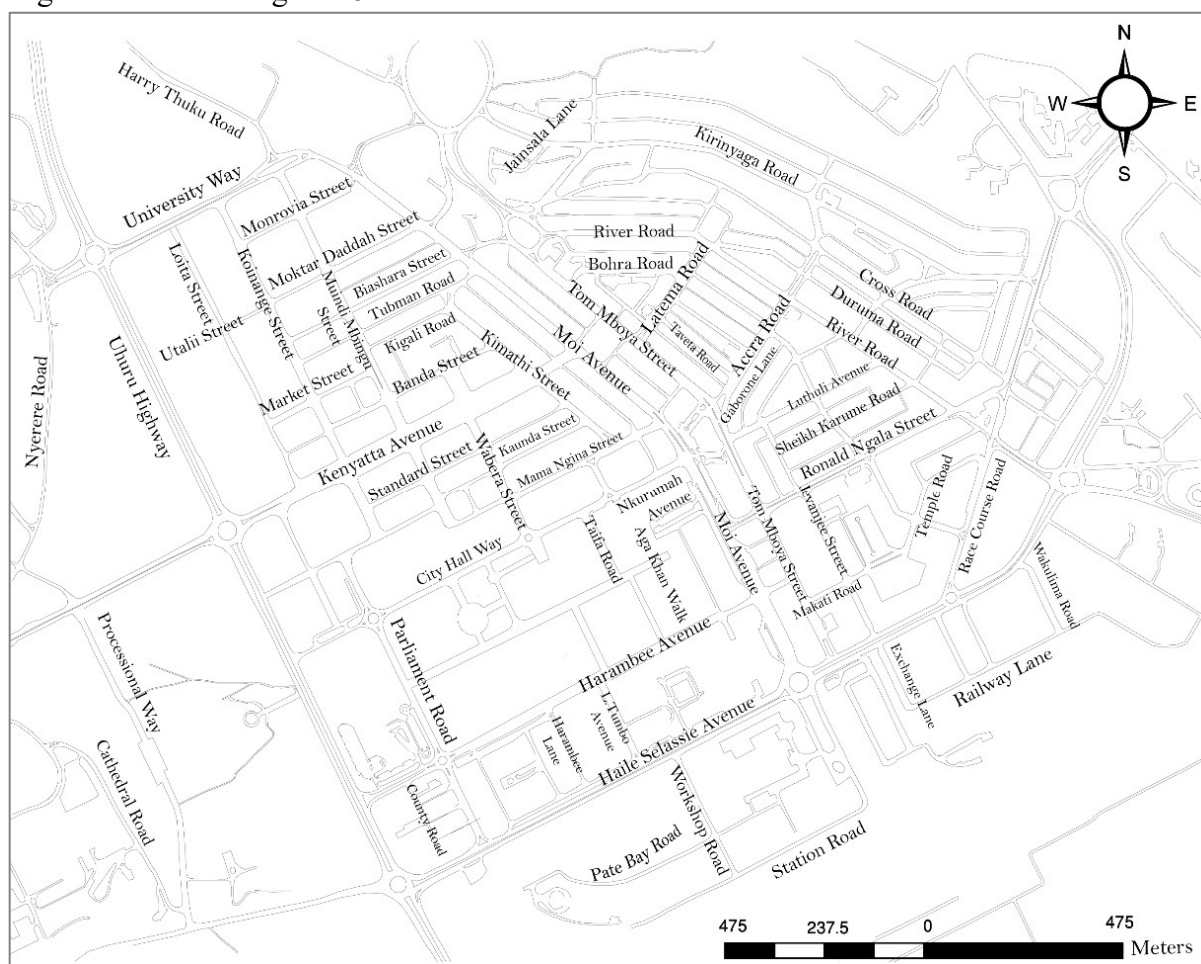 N
W
E
S
Harry Thuku Road
Jainsala Lane
Kirinyaga Road
University Way
Monrovia Street
Moktar Daddah Street
River Road
Bohra Road
Loita Street
Koinange Street
Biashara Street
Muindi Mbingu
Street
Tubman Road
Kigali Road
Utalii Street
Tom Mboya Street
Latema Road
Cross Road
Duruma Road
River Road
Accra Road
Taveta Road
Moi Avenue
Kimathi Street
Banda Street
Market Street
Gaborone Lane
Luthuli Avenue
Sheikh Karume Road
Ronald Ngala Street
Nyerere Road
Uhuru Highway
Kenyatta Avenue
Standard Street
Wabera Street
Kaunda Street
Mama Ngina Street
Nkurumah
Avenue
Taifa Road
Aga Khan Walk
Moi Avenue
Tom Mboya Street
Jevanjee Street
Temple Road
Race Course Road
Wakulima Road
Makati Road
City Hall Way
Parliament Road
Processional Way
Cathedral Road
Harambee Avenue
Exchange Lane
Railway Lane
Harambee
Lane
L.Tumbo
Avenue
Haile Selassie Avenue
County Road
Workshop Road
Pate Bay Road
Station Road
475 237.5 0 475
Meters